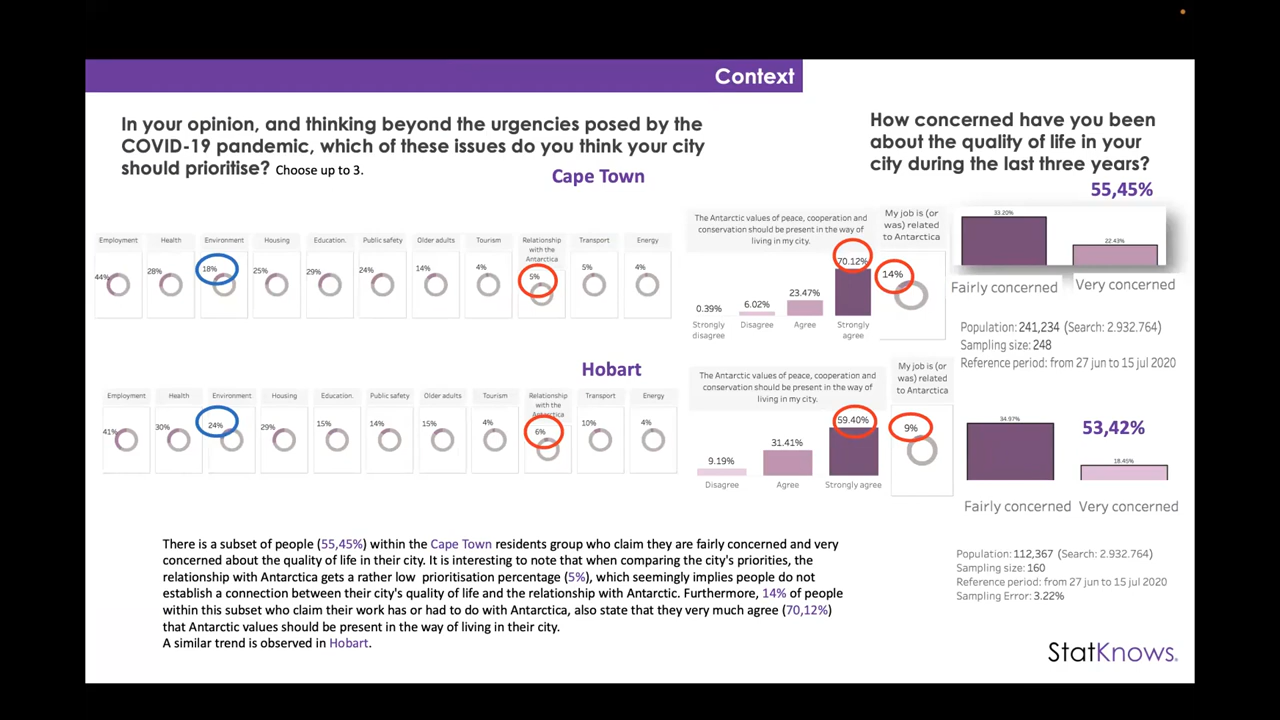 Context
In your opinion, and thinking beyond the urgencies posed by the
COVID-19 pandemic, which of these issues do you think your city
should prioritise? Choose up to 3.
Cape Town
Employment
Health
Environment
Housing
Education.
Public safety
Older adults
Tourism
Relationship
with the
Antarctica
Transport
Energy
44%
28%
18%
25%
29%
24%
14%
4%
5%
5%
4%
The Antarctic values of peace, cooperation and
conservation should be present in the way of
living in my city.
0.39%
6.02%
23.47%
70.12%
Strongly
disagree
Disagree
Agree
Strongly
agree
My job is (or
was) related
to Antarctica
14%
How concerned have you been
about the quality of life in your
city during the last three years?
55,45%
33.20%
22.43%
Fairly concerned
Very concerned
Population: 241,234 (Search: 2.932.764)
Sampling size: 248
Reference period: from 27 jun to 15 jul 2020
Hobart
Employment
Health
Environment
Housing
Education.
Public safety
Older adults
Tourism
Relationship
with the
Antarctica
Transport
Energy
41%
30%
24%
29%
15%
14%
15%
4%
6%
10%
4%
The Antarctic values of peace, cooperation and
conservation should be present in the way of
living in my city.
9.19%
31.41%
59.40%
Disagree
Agree
Strongly agree
My job is (or
was) related
to Antarctica
9%
34.97%
53,42%
18.45%
Fairly concerned
Very concerned
Population: 112,367 (Search: 2.932.764)
Sampling size: 160
Reference period: from 27 jun to 15 jul 2020
Sampling Error: 3.22%
There is a subset of people (55,45%) within the Cape Town residents group who claim they are fairly concerned and very
concerned about the quality of life in their city. It is interesting to note that when comparing the city's priorities, the
relationship with Antarctica gets a rather low prioritisation percentage (5%), which seemingly implies people do not
establish a connection between their city's quality of life and the relationship with Antarctic. Furthermore, 14% of people
within this subset who claim their work has or had to do with Antarctica, also state that they very much agree (70,12%)
that Antarctic values should be present in the way of living in their city.
A similar trend is observed in Hobart.
StatKnows.